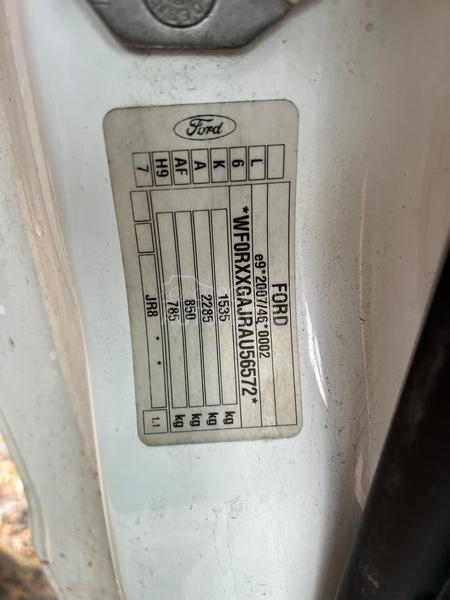 Ford
FORD
e9*2007/46*0002
*WF0RXXGAJRAU56572*
L
6 1535 kg
K 2285 kg
A 850 kg
AF 785 kg
H9
7 JR8 * * 1.1